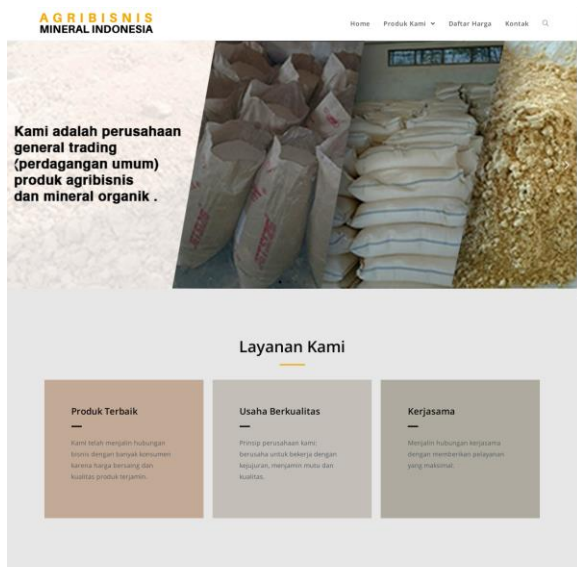 AGRIBISNIS
MINERAL INDONESIA
Home Produk Kami Daftar Harga Kontak
Kami adalah perusahaan
general trading
(perdagangan umum)
produk agribisnis
dan mineral organik .
Layanan Kami
Produk Terbaik
Kami telah menjalin hubungan
bisnis dengan banyak konsumen
karena harga bersaing dan
kualitas produk terjamin.
Usaha Berkualitas
Prinsip perusahaan kami:
berusaha untuk bekerja dengan
kejujuran, menjamin mutu dan
kualitas.
Kerjasama
Menjalin hubungan kerjasama
dengan memberikan pelayanan
yang maksimal.